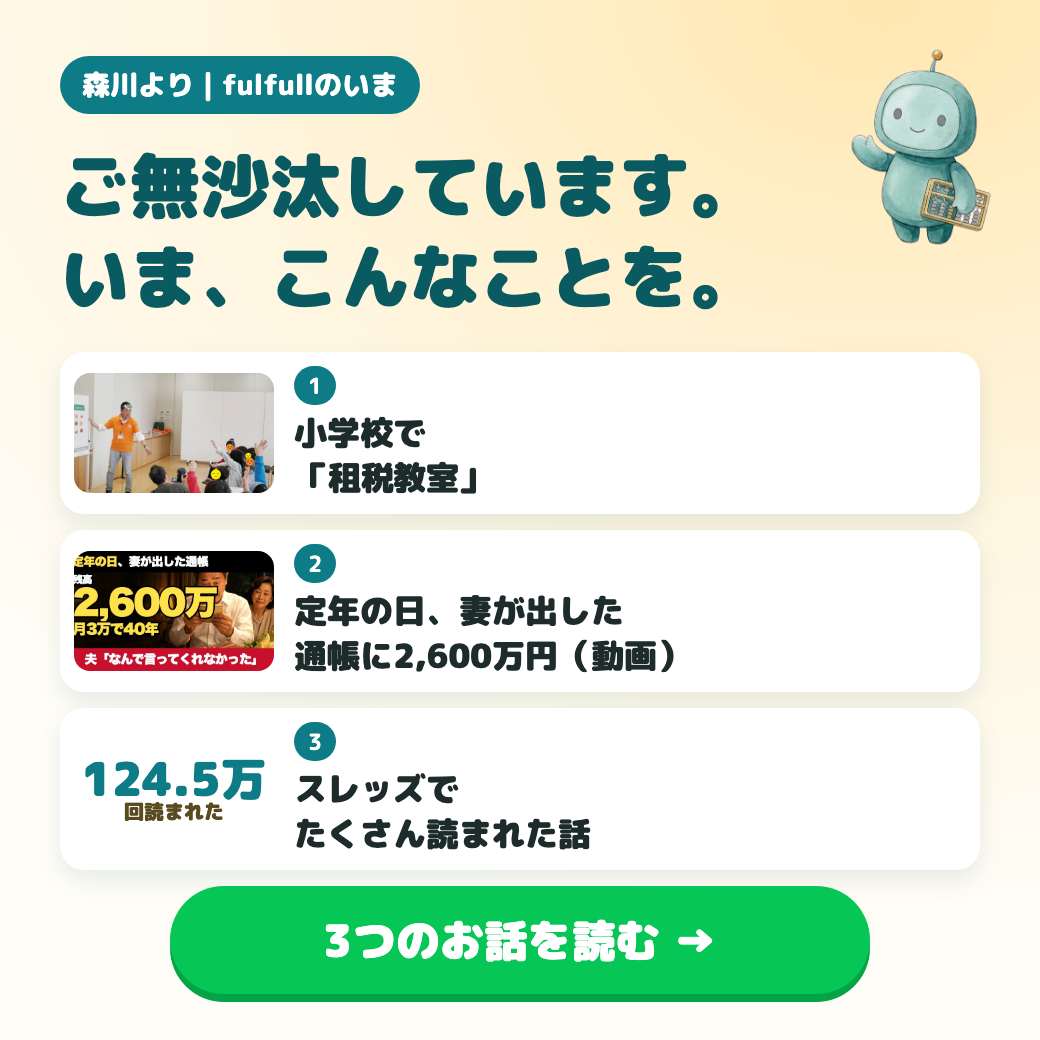 森川より｜fulfullのいま
ご無沙汰しています。
いま、こんなことを。
1
小学校で
「租税教室」
定年の日、妻が出した通帳
残高
2,600万
月3万で40年
夫「なんで言ってくれなかった」
2
定年の日、妻が出した
通帳に2,600万円（動画）
124.5万
回読まれた
3
スレッズで
たくさん読まれた話
3つのお話を読む →